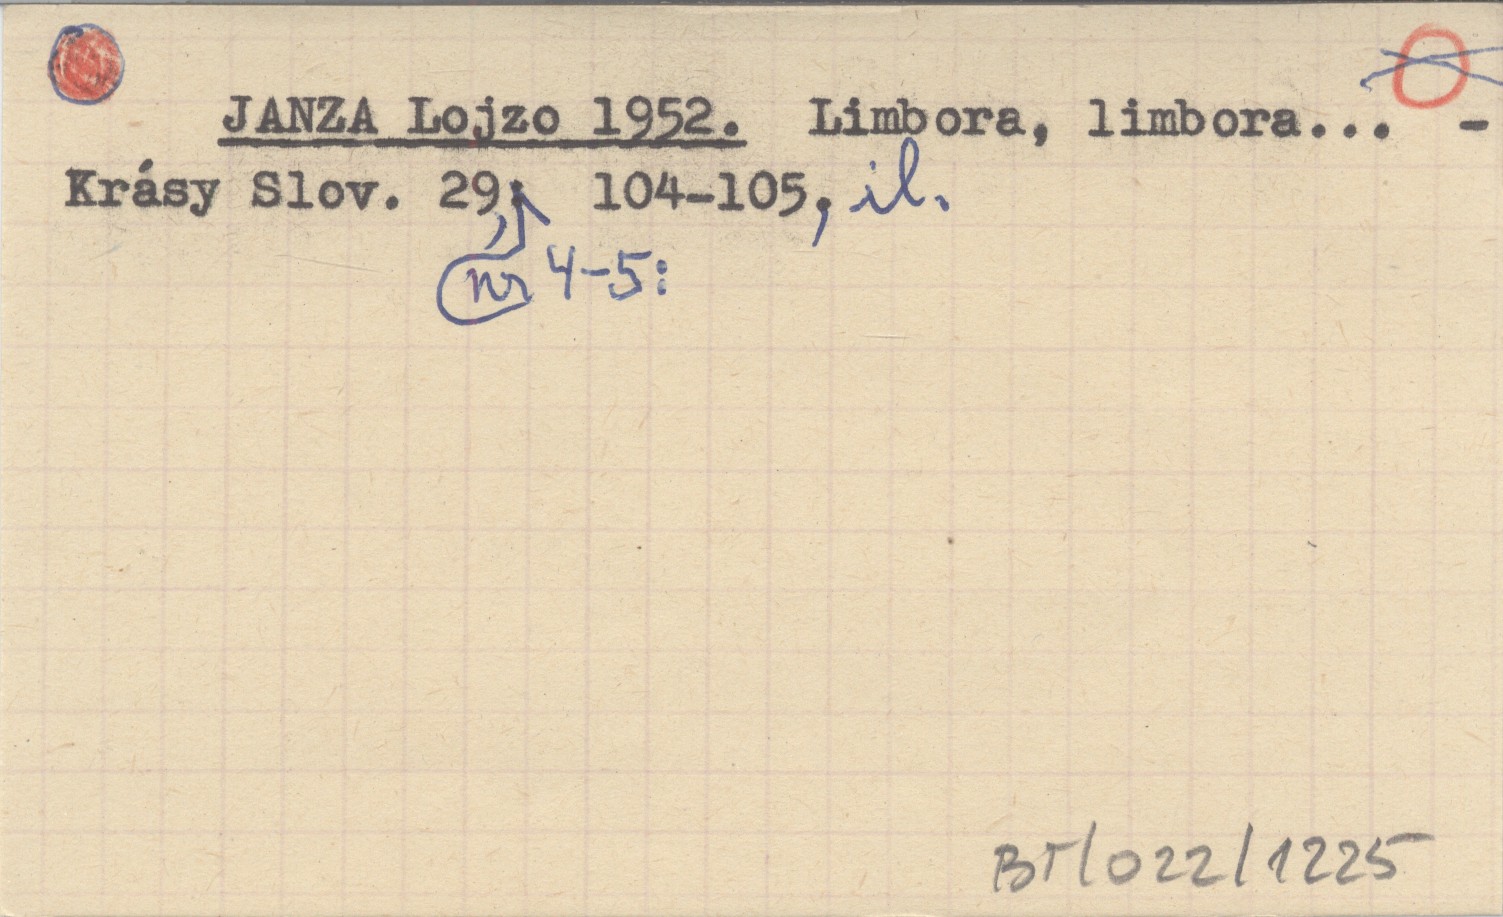 JANZA Lojzo 1952. Limbora, limbora... -
Krásy Slov. 29, 104-105, il.
nr 4-5:
BT/022/1225